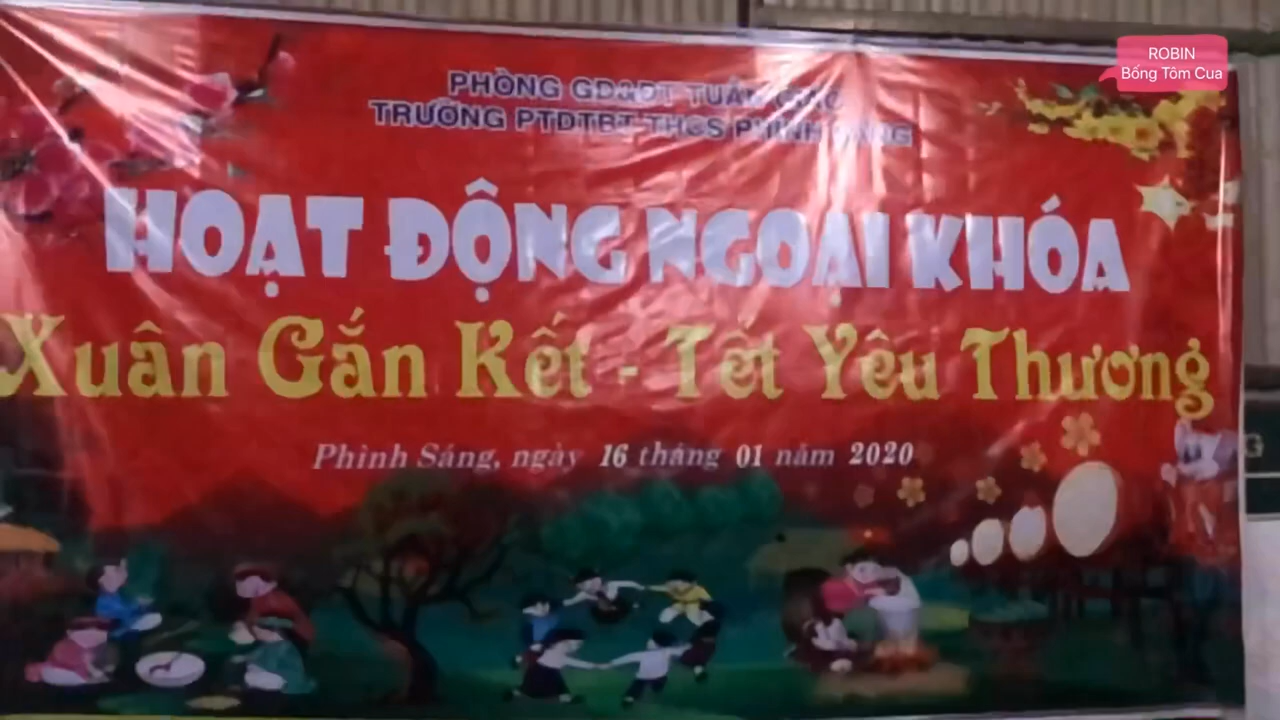 ROBIN
Bống Tôm Cua
PHÒNG GD&ĐT TUẦN GIÁO
TRƯỜNG PTDTBT THCS PHÌNH SÁNG
HOẠT ĐỘNG NGOẠI KHÓA
Xuân Gắn Kết - Tết Yêu Thương
Phình Sáng, ngày 16 tháng 01 năm 2020
G